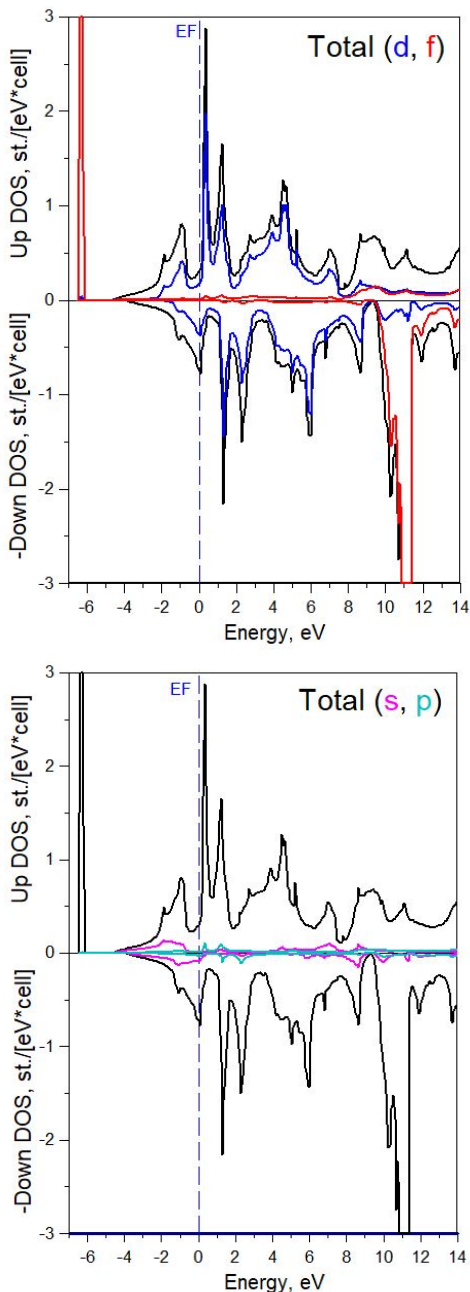 EF
Total (d, f)
Up DOS, st./[eV*cell]
-Down DOS, st./[eV*cell]
3
2
1
0
-1
-2
-3
-6 -4 -2 0 2 4 6 8 10 12 14
Energy, eV
EF
Total (s, p)
Up DOS, st./[eV*cell]
-Down DOS, st./[eV*cell]
3
2
1
0
-1
-2
-3
-6 -4 -2 0 2 4 6 8 10 12 14
Energy, eV